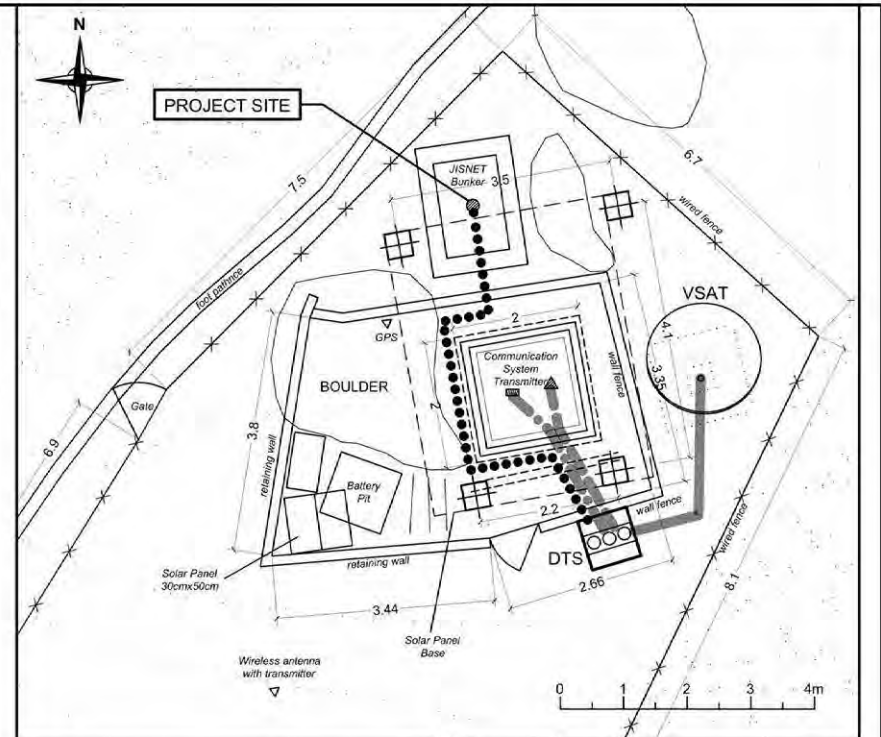 N
PROJECT SITE
JISNET
Bunker
3.5
7.5
6.7
wired fence
foot pathnce
VSAT
GPS
2
4.1
3.35
Communication
System
Transmitter
wall fence
BOULDER
2
Gate
6.9
3.8
retaining wall
Battery
Pit
2.2
wall fence
wired fence
8.1
retaining wall
DTS
2.66
Solar Panel
30cmx50cm
3.44
Solar Panel
Base
Wireless antenna
with transmitter
0 1 2 3 4m